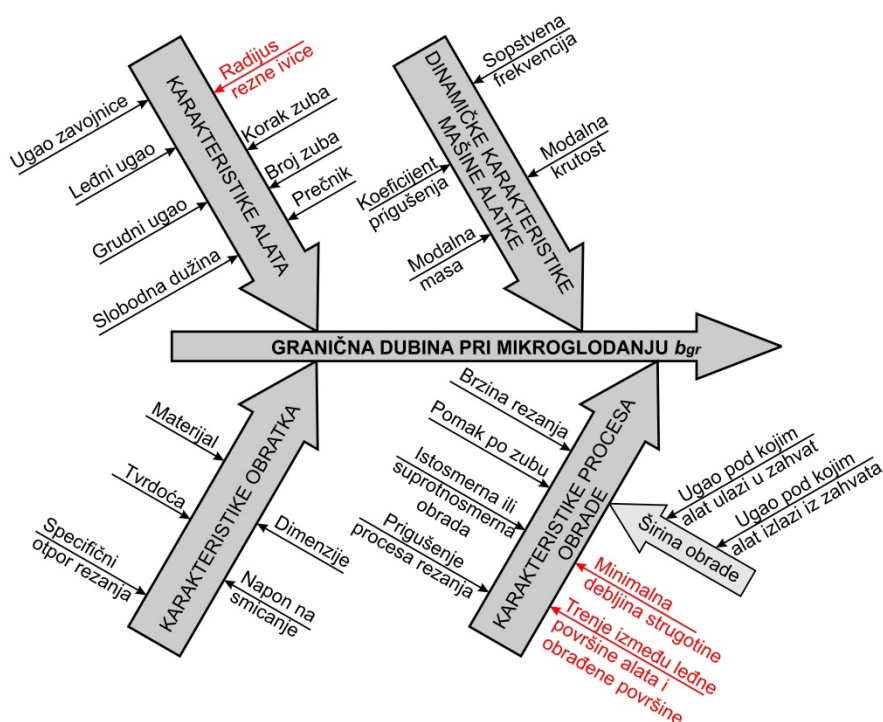 KARAKTERISTIKE ALATA
Radijus
rezne ivice
Ugao zavojnice
Leđni ugao
Grudni ugao
Slobodna dužina
Korak zuba
Broj zuba
Prečnik
DINAMIČKE KARAKTERISTIKE
MAŠINE ALATKE
Sopstvena
frekvencija
Modalna
krutost
Koeficijent
prigušenja
Modalna
masa
GRANIČNA DUBINA PRI MIKROGLODANJU bgr
KARAKTERISTIKE OBRATKA
Materijal
Tvrdoća
Specifični
otpor rezanja
Dimenzije
Napon na
smicanje
KARAKTERISTIKE PROCESA
OBRADE
Brzina rezanja
Pomak po zubu
Istosmerna ili
suprotnosmerna
obrada
Prigušenje
procesa rezanja
Širina obrade
Ugao pod kojim
alat ulazi u zahvat
Ugao pod kojim
alat izlazi iz zahvata
Minimalna
debljina strugotine
Trenje između leđne
površine alata i
obrađene površine